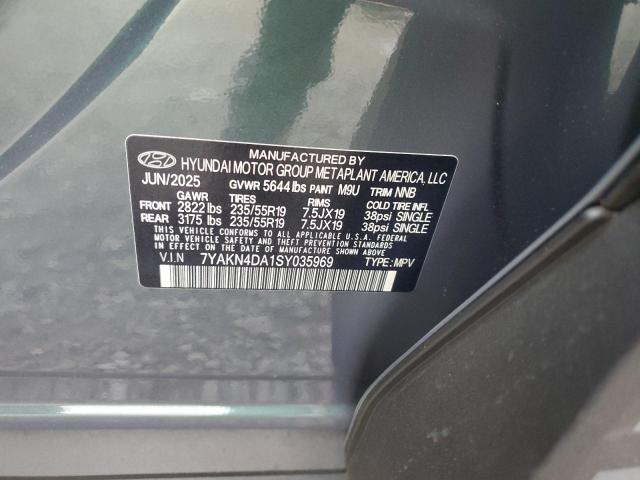 MANUFACTURED BY
HYUNDAI MOTOR GROUP METAPLANT AMERICA, LLC
JUN/2025 GVWR 5644 lbs PAINT M9U TRIM NNB
GAWR TIRES RIMS COLD TIRE INFL
FRONT 2822 lbs 235/55R19 7.5JX19 38psi SINGLE
REAR 3175 lbs 235/55R19 7.5JX19 38psi SINGLE
THIS VEHICLE CONFORMS TO ALL APPLICABLE U.S.A. FEDERAL
MOTOR VEHICLE SAFETY, BUMPER, AND THEFT PREVENTION STANDARDS
IN EFFECT ON THE DATE OF MANUFACTURE SHOWN ABOVE.
V.I.N 7YAKN4DA1SY035969 TYPE: MPV